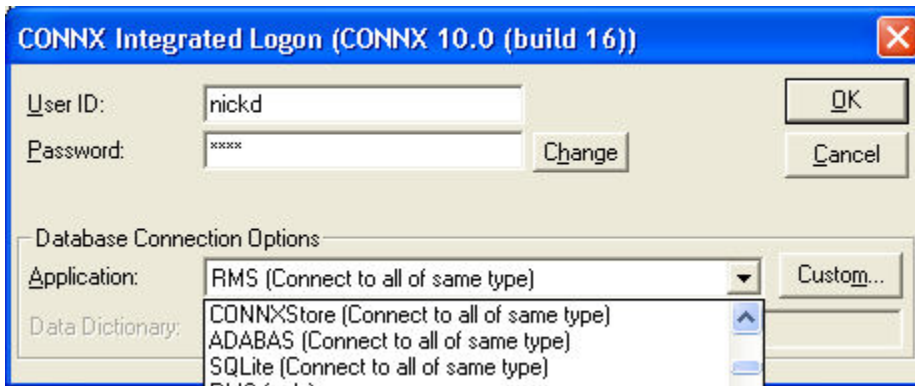 CONNX Integrated Logon (CONNX 10.0 (build 16))
User ID: nickd OK
Password: xxxx Change Cancel
Database Connection Options
Application: RMS (Connect to all of same type) Custom...
CONNXStore (Connect to all of same type)
Data Dictionary:
ADABAS (Connect to all of same type)
SQLite (Connect to all of same type)